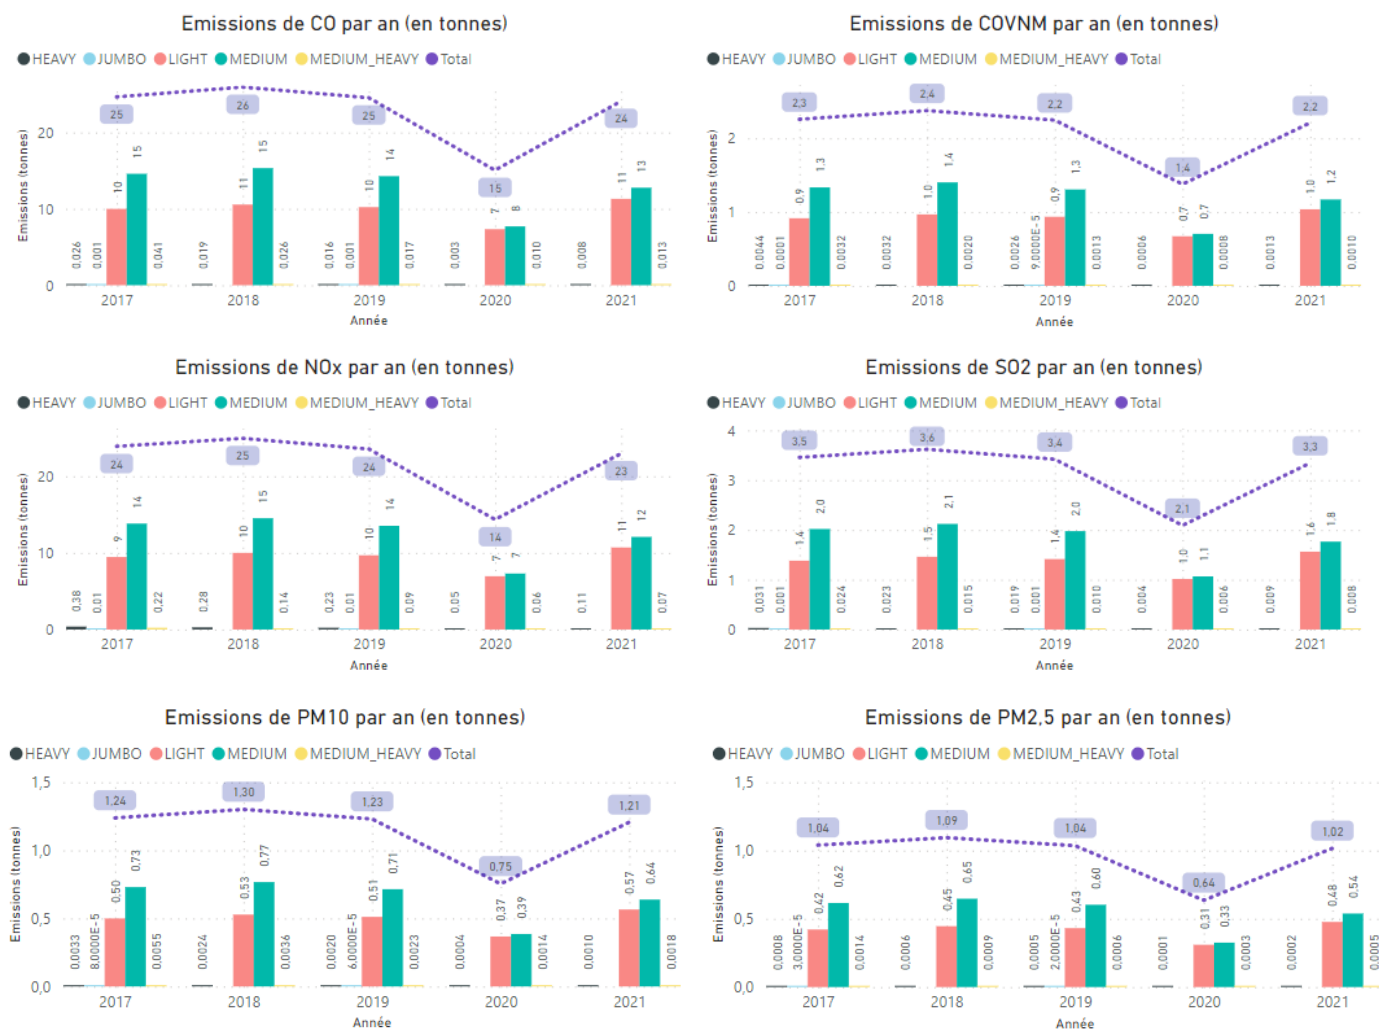 Emissions de CO par an (en tonnes)
HEAVY JUMBO LIGHT MEDIUM MEDIUM_HEAVY Total
Emissions (tonnes)
20
10
0
25 26 25 15 24
0.026 0.001 10 15 0.041
0.019 11 15 0.026
0.016 0.001 10 14 0.017
0.003 7 8 0.010
0.008 11 13 0.013
2017 2018 2019 2020 2021
Année
Emissions de COVNM par an (en tonnes)
HEAVY JUMBO LIGHT MEDIUM MEDIUM_HEAVY Total
Emissions (tonnes)
2
1
0
2,3 2,4 2,2 1,4 2,2
0.0044 0.0001 0,9 1.3 0.0032
0.0032 1.0 1.4 0.0020
0.0026 9.0000E-5 0,9 1.3 0.0013
0.0006 0,7 0,7 0.0008
0.0013 1.0 1.2 0.0010
2017 2018 2019 2020 2021
Année
Emissions de NOx par an (en tonnes)
HEAVY JUMBO LIGHT MEDIUM MEDIUM_HEAVY Total
Emissions (tonnes)
20
10
0
24 25 24 14 23
0.38 0.01 9 14 0.22
0.28 10 15 0.14
0.23 0.01 10 14 0.09
0.05 7 7 0.06
0.11 11 12 0.07
2017 2018 2019 2020 2021
Année
Emissions de SO2 par an (en tonnes)
HEAVY JUMBO LIGHT MEDIUM MEDIUM_HEAVY Total
Emissions (tonnes)
4
3
2
1
0
3,5 3,6 3,4 2,1 3,3
0,031 0.001 1.4 2.0 0.024
0.023 1.5 2.1 0.015
0.019 0.001 1.4 2.0 0.010
0.004 1.0 1.1 0.006
0.009 1.6 1.8 0.008
2017 2018 2019 2020 2021
Année
Emissions de PM10 par an (en tonnes)
HEAVY JUMBO LIGHT MEDIUM MEDIUM_HEAVY Total
Emissions (tonnes)
1,5
1,0
0,5
0,0
1,24 1,30 1,23 0,75 1,21
0.0033 8.0000E-5 0,50 0,73 0.0055
0.0024 0,53 0,77 0.0036
0.0020 6.0000E-5 0,51 0,71 0.0023
0.0004 0,37 0,39 0.0014
0.0010 0,57 0,64 0.0018
2017 2018 2019 2020 2021
Année
Emissions de PM2,5 par an (en tonnes)
HEAVY JUMBO LIGHT MEDIUM MEDIUM_HEAVY Total
Emissions (tonnes)
1,5
1,0
0,5
0,0
1,04 1,09 1,04 0,64 1,02
0.0008 3,0000E-5 0,42 0,62 0.0014
0.0006 0,45 0,65 0.0009
0.0005 2.0000E-5 0,43 0,60 0.0006
0.0001 0,31 0,33 0.0003
0.0002 0,48 0,54 0.0005
2017 2018 2019 2020 2021
Année